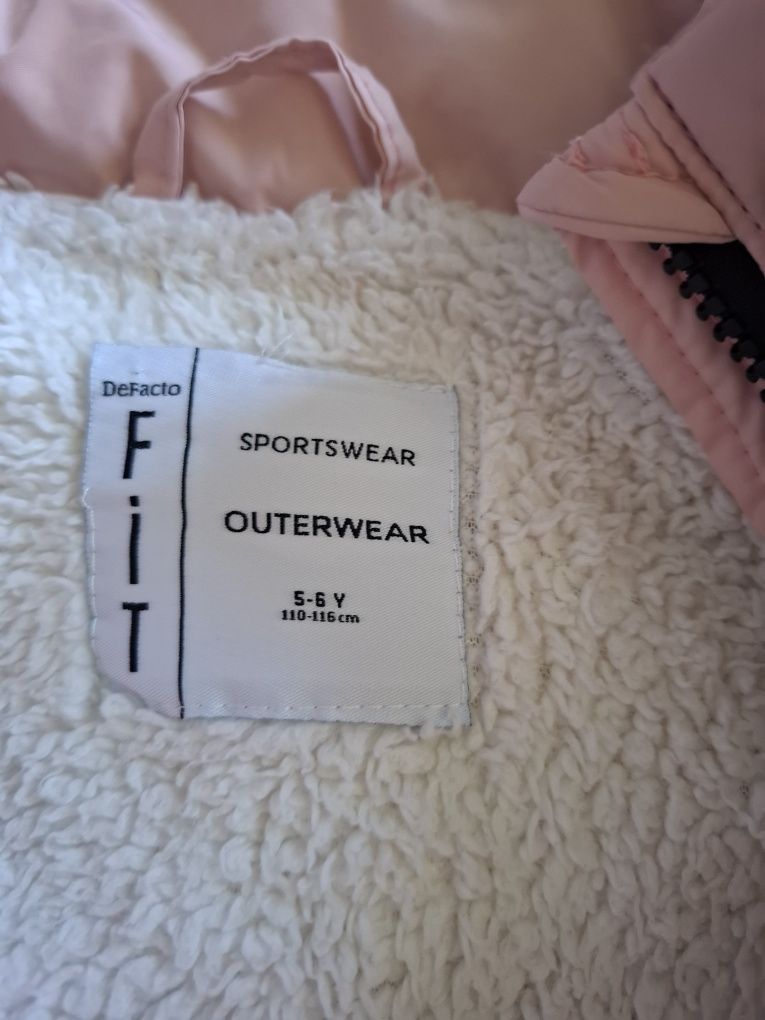 DeFacto
FiT
SPORTSWEAR
OUTERWEAR
5-6 Y
110-116 cm